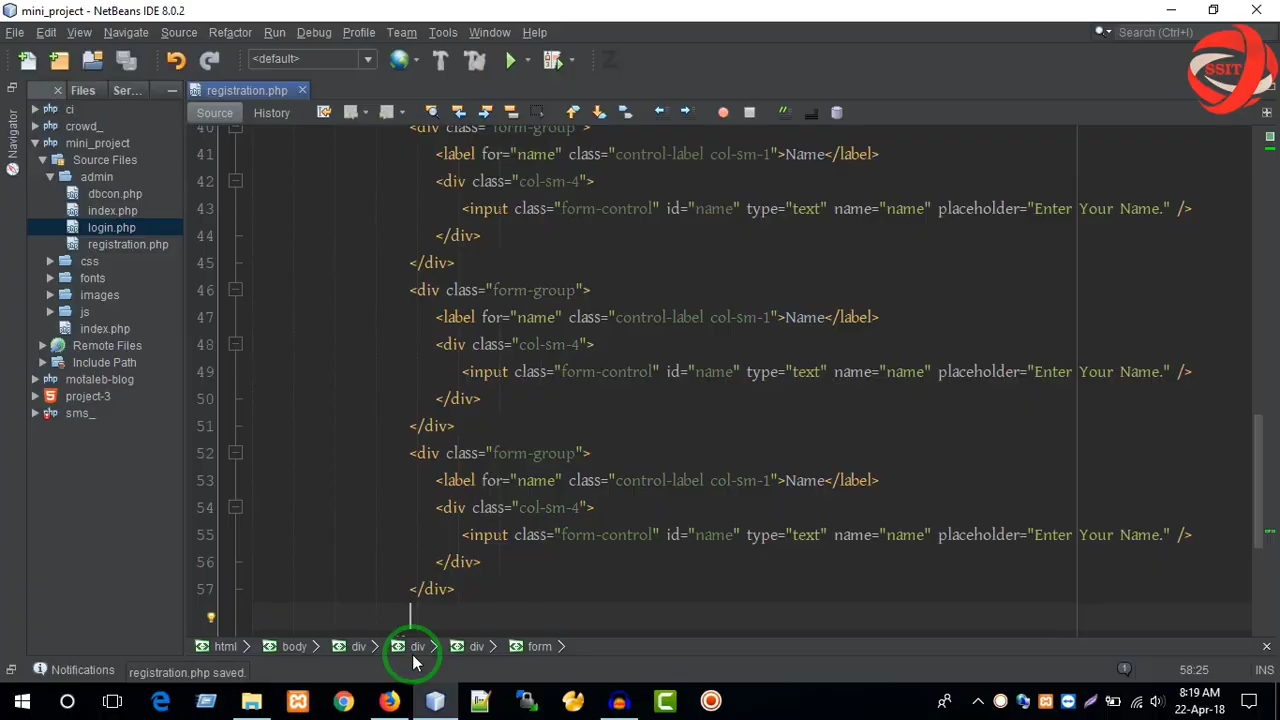 mini_project - NetBeans IDE 8.0.2
File Edit View Navigate Source Refactor Run Debug Profile Team Tools Window Help
Search (Ctrl+I)
<default>
SSIT
Files Ser...
registration.php
Source History
Navigator
ci
crowd_
mini_project
Source Files
admin
dbcon.php
index.php
login.php
registration.php
css
fonts
images
js
index.php
Remote Files
Include Path
motaleb-blog
project-3
sms_
40 <div class="form-group">
41 <label for="name" class="control-label col-sm-1">Name</label>
42 <div class="col-sm-4">
43 <input class="form-control" id="name" type="text" name="name" placeholder="Enter Your Name." />
44 </div>
45 </div>
46 <div class="form-group">
47 <label for="name" class="control-label col-sm-1">Name</label>
48 <div class="col-sm-4">
49 <input class="form-control" id="name" type="text" name="name" placeholder="Enter Your Name." />
50 </div>
51 </div>
52 <div class="form-group">
53 <label for="name" class="control-label col-sm-1">Name</label>
54 <div class="col-sm-4">
55 <input class="form-control" id="name" type="text" name="name" placeholder="Enter Your Name." />
56 </div>
57 </div>
html body div div div form
Notifications registration.php saved.
58:25 INS
8:19 AM
22-Apr-18